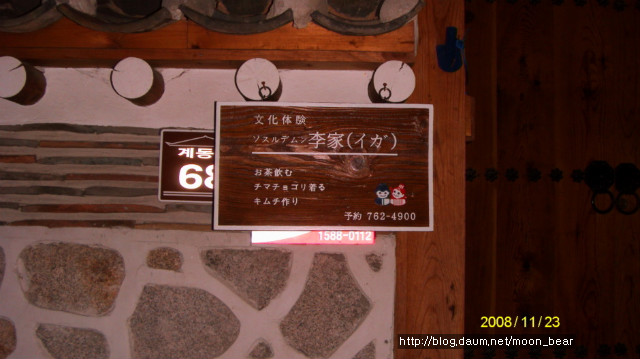 文化体験
ソスルデムン李家(イガ)
お茶飲む
チマチョゴリ着る
キムチ作り
予約 762-4900
계동
68
1588-0112
2008/11/23
http://blog.daum.net/moon_bear